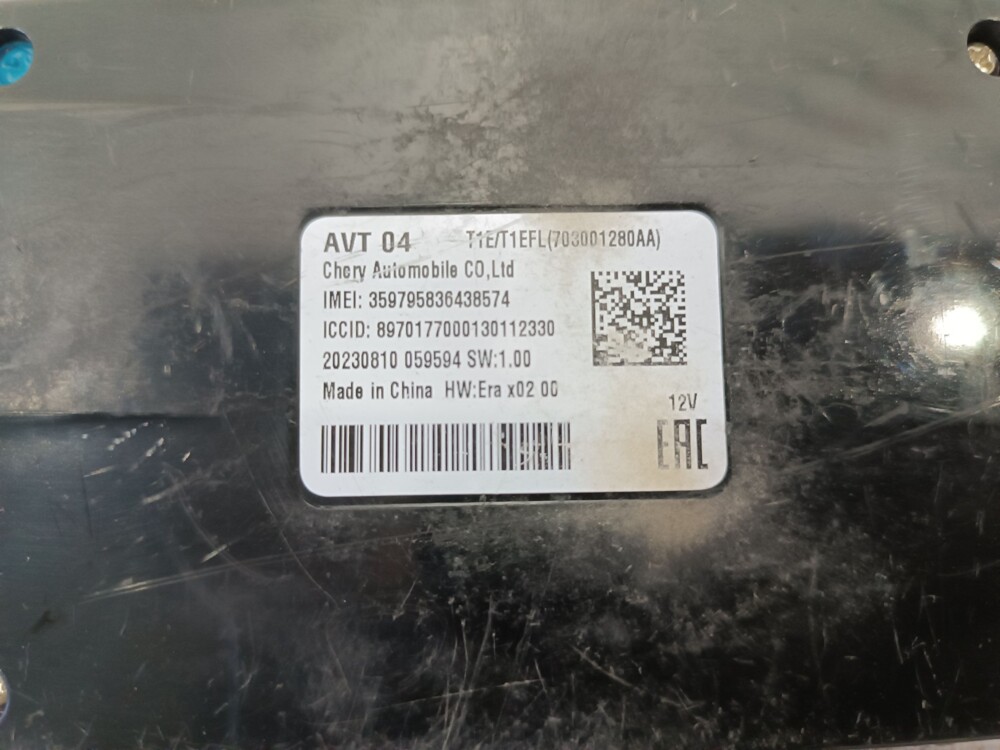 AVT 04 T1E/T1EFL(703001280AA)
Chery Automobile CO,Ltd
IMEI: 359795836438574
ICCID: 8970177000130112330
20230810 059594 SW:1.00
Made in China HW:Era x02 00
12V
EAC